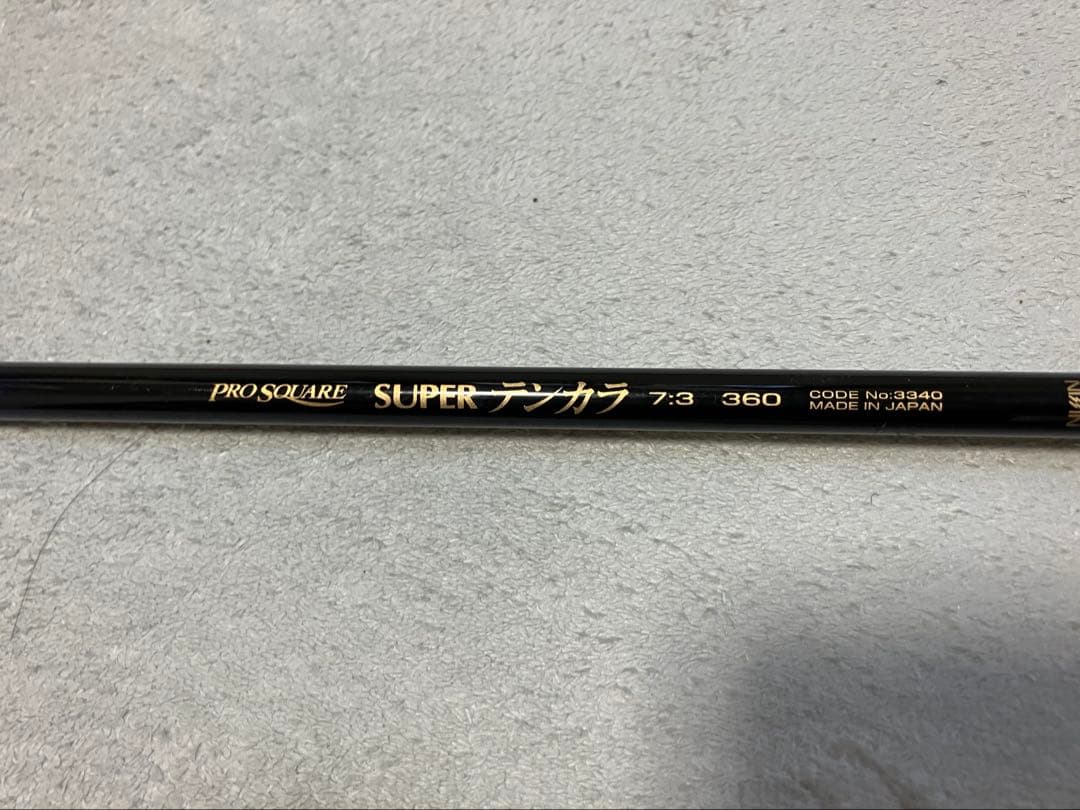 PRO SQUARE SUPER テンカラ 7:3 360 CODE No:3340
MADE IN JAPAN